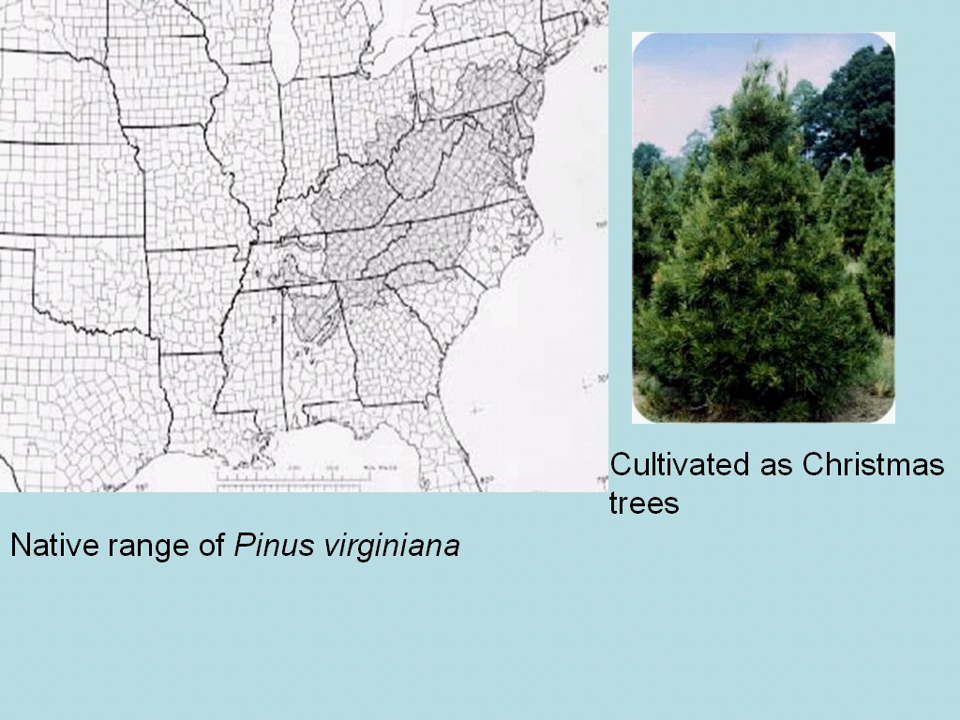 Cultivated as Christmas
trees
Native range of Pinus virginiana